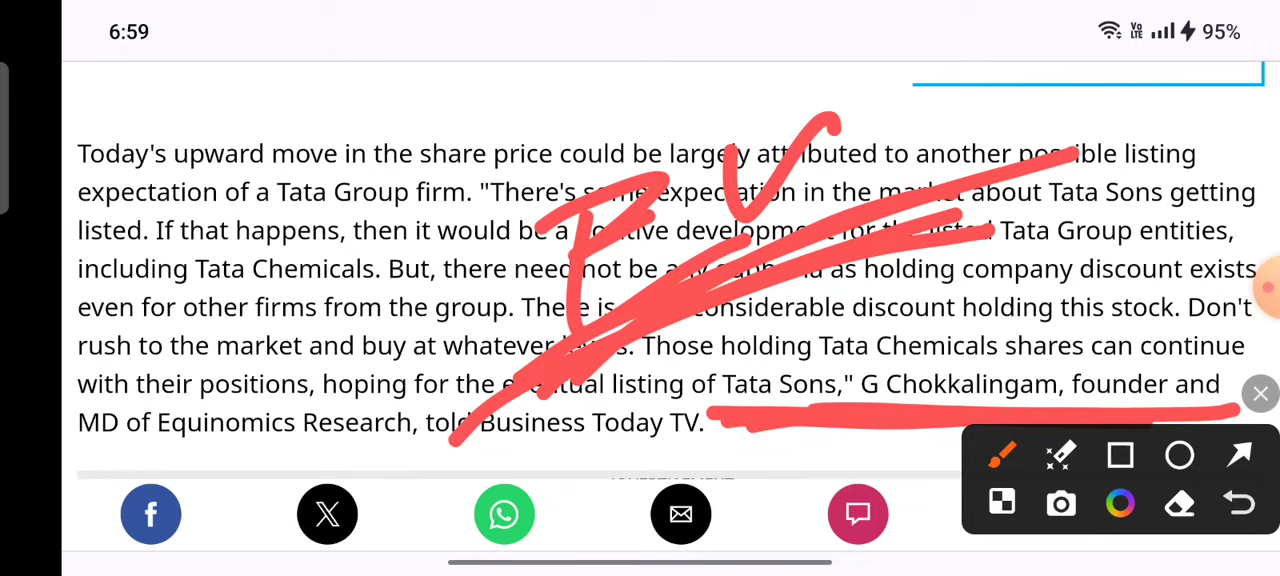 6:59
Vo LTE 95%
Today's upward move in the share price could be largely attributed to another possible listing
expectation of a Tata Group firm. "There's some expectation in the market about Tata Sons getting
listed. If that happens, then it would be a positive development for the listed Tata Group entities,
including Tata Chemicals. But, there need not be any euphoria as holding company discount exists
even for other firms from the group. There is considerable discount holding this stock. Don't
rush to the market and buy at whatever levels. Those holding Tata Chemicals shares can continue
with their positions, hoping for the eventual listing of Tata Sons," G Chokkalingam, founder and
MD of Equinomics Research, told Business Today TV.
ADVERTISEMENT